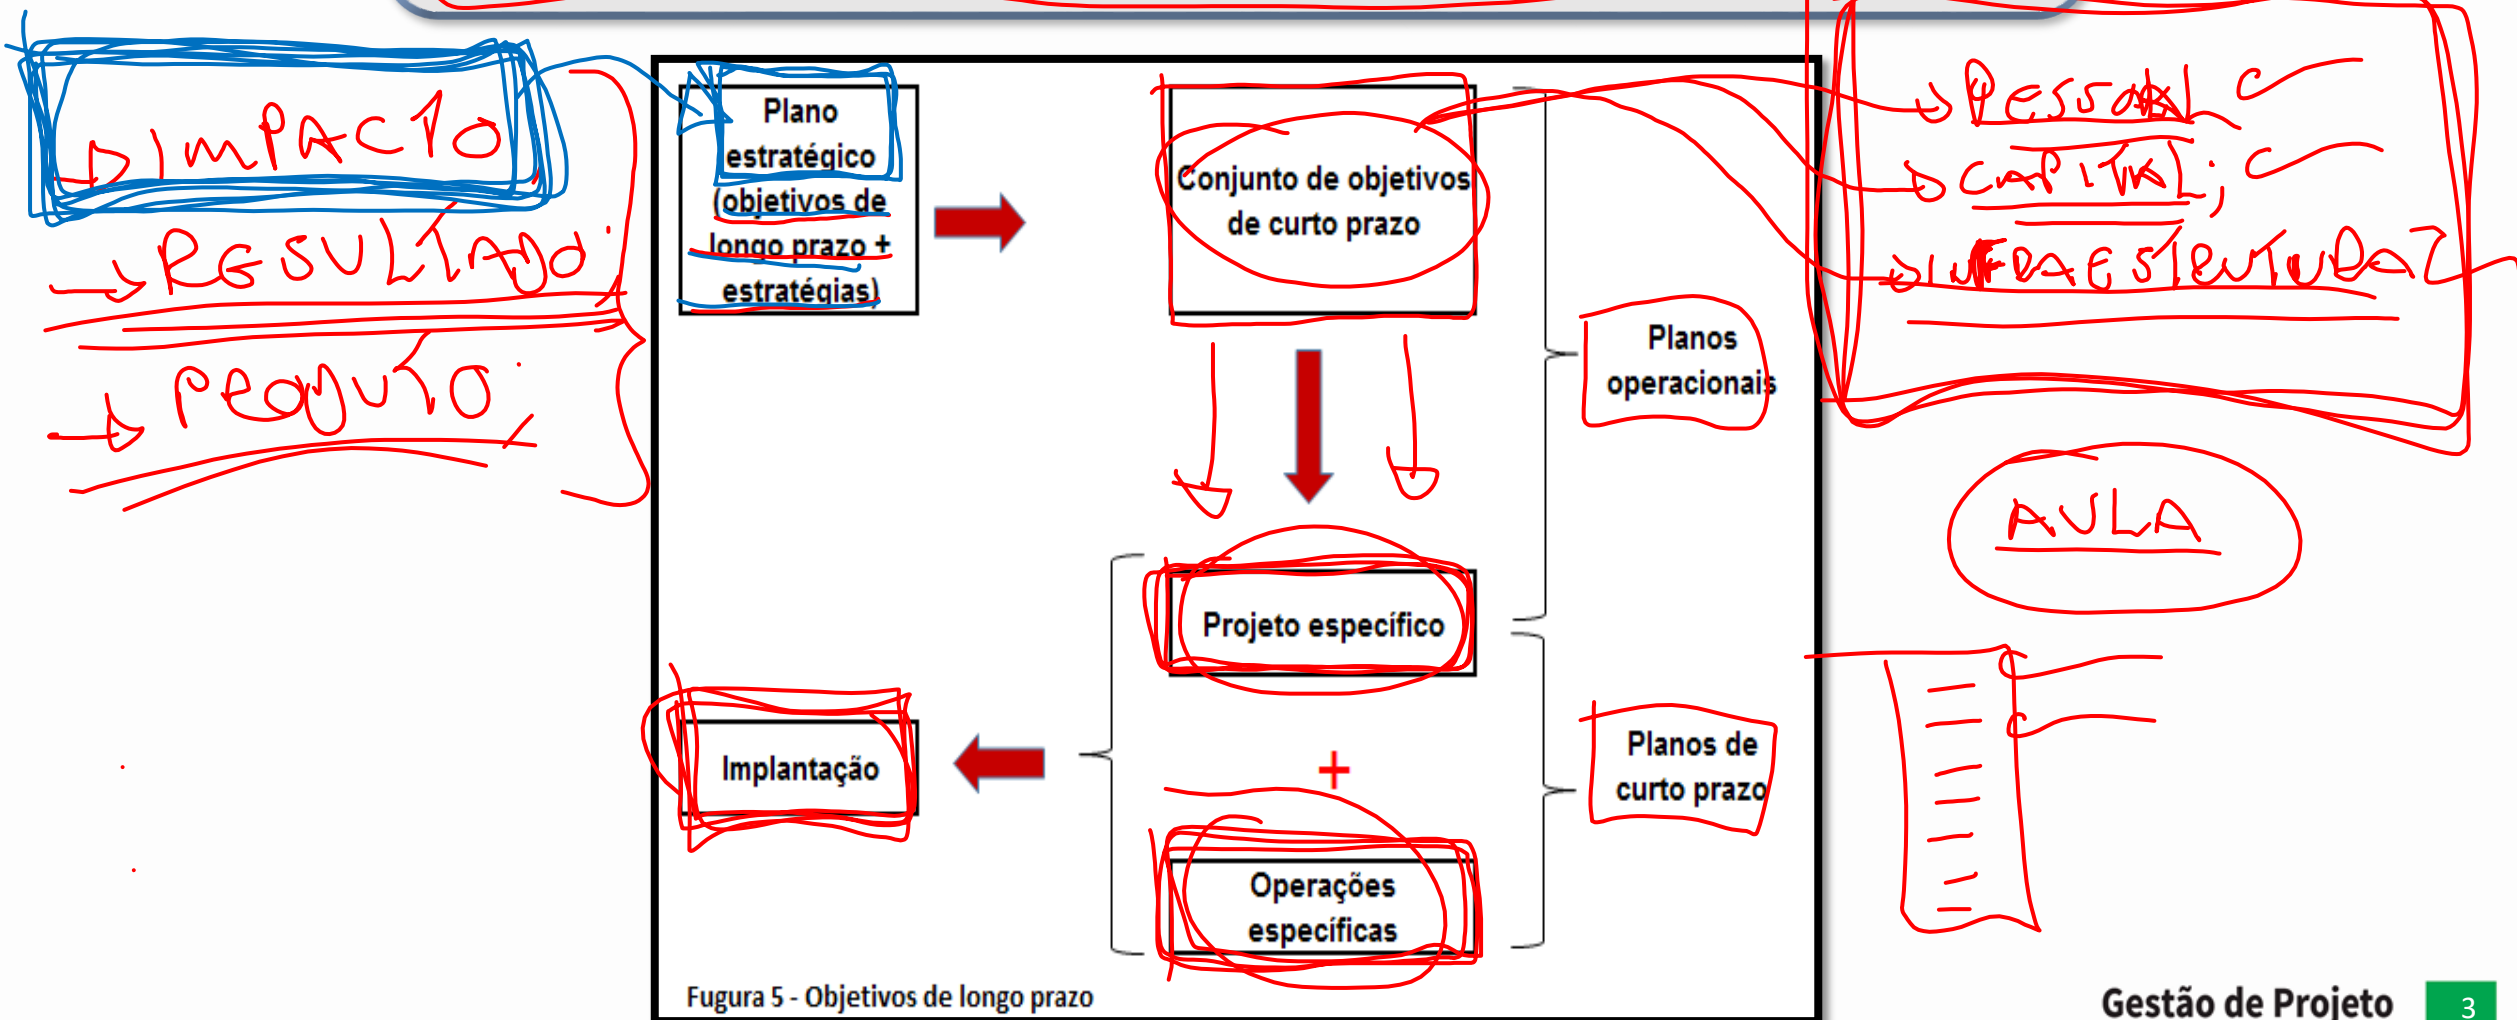 IMPACTO
RESULTADO;
PRODUTO;
Plano
estratégico
(objetivos de
longo prazo +
estratégias)
Conjunto de objetivos
de curto prazo
PESSOAL
CAPITAL;
INFRAESTRUTURA
Planos
operacionais
AULA
Projeto específico
Implantação
+
Planos de
curto prazo
Operações
específicas
Fugura 5 - Objetivos de longo prazo
Gestão de Projeto
3